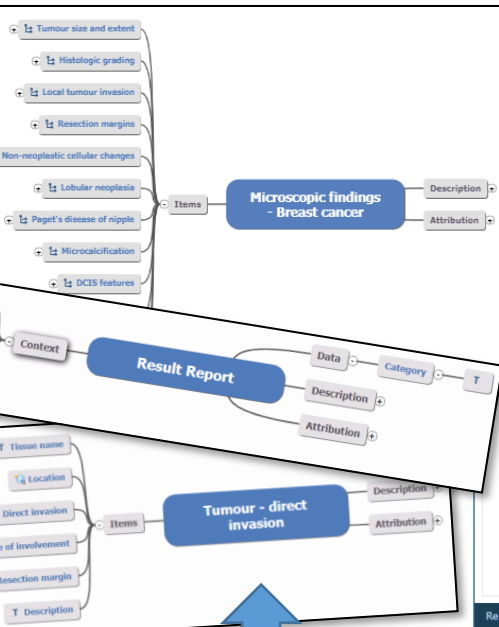 Tumour size and extent
Histologic grading
Local tumour invasion
Resection margins
Non-neoplastic cellular changes
Lobular neoplasia
Paget's disease of nipple
Microcalcification
DCIS features
Items
Microscopic findings
- Breast cancer
Description
Attribution
Context
Result Report
Data
Category
T
Description
Attribution
T Tissue name
Location
Direct invasion
e of involvement
Resection margin
T Description
Items
Tumour - direct
invasion
Description
Attribution
Re